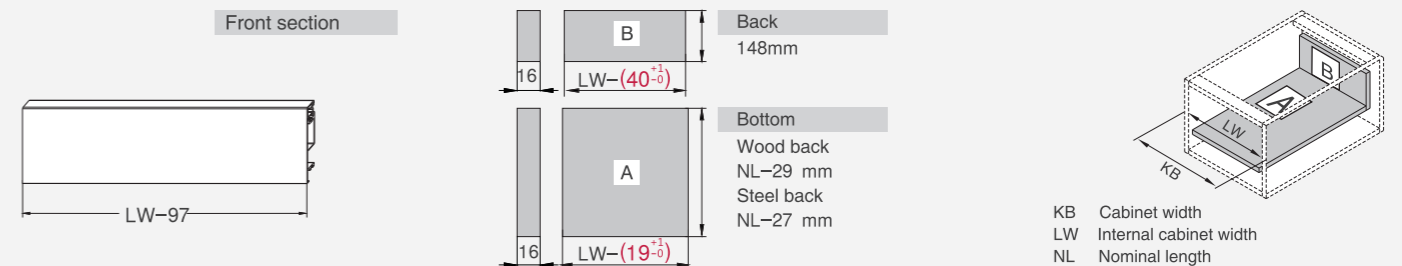 Front section
LW-97
B
16
LW-(40 +1 -0)
Back
148mm
A
16
LW-(19 +1 -0)
Bottom
Wood back
NL-29 mm
Steel back
NL-27 mm
B
A
LW
KB
KB Cabinet width
LW Internal cabinet width
NL Nominal length